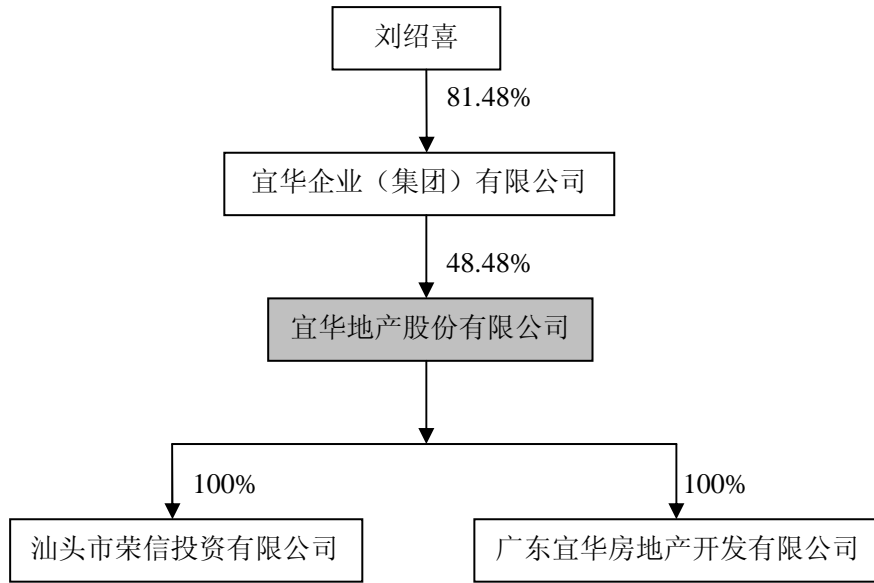 刘绍喜
81.48%
宜华企业（集团）有限公司
48.48%
宜华地产股份有限公司
100%
100%
汕头市荣信投资有限公司
广东宜华房地产开发有限公司